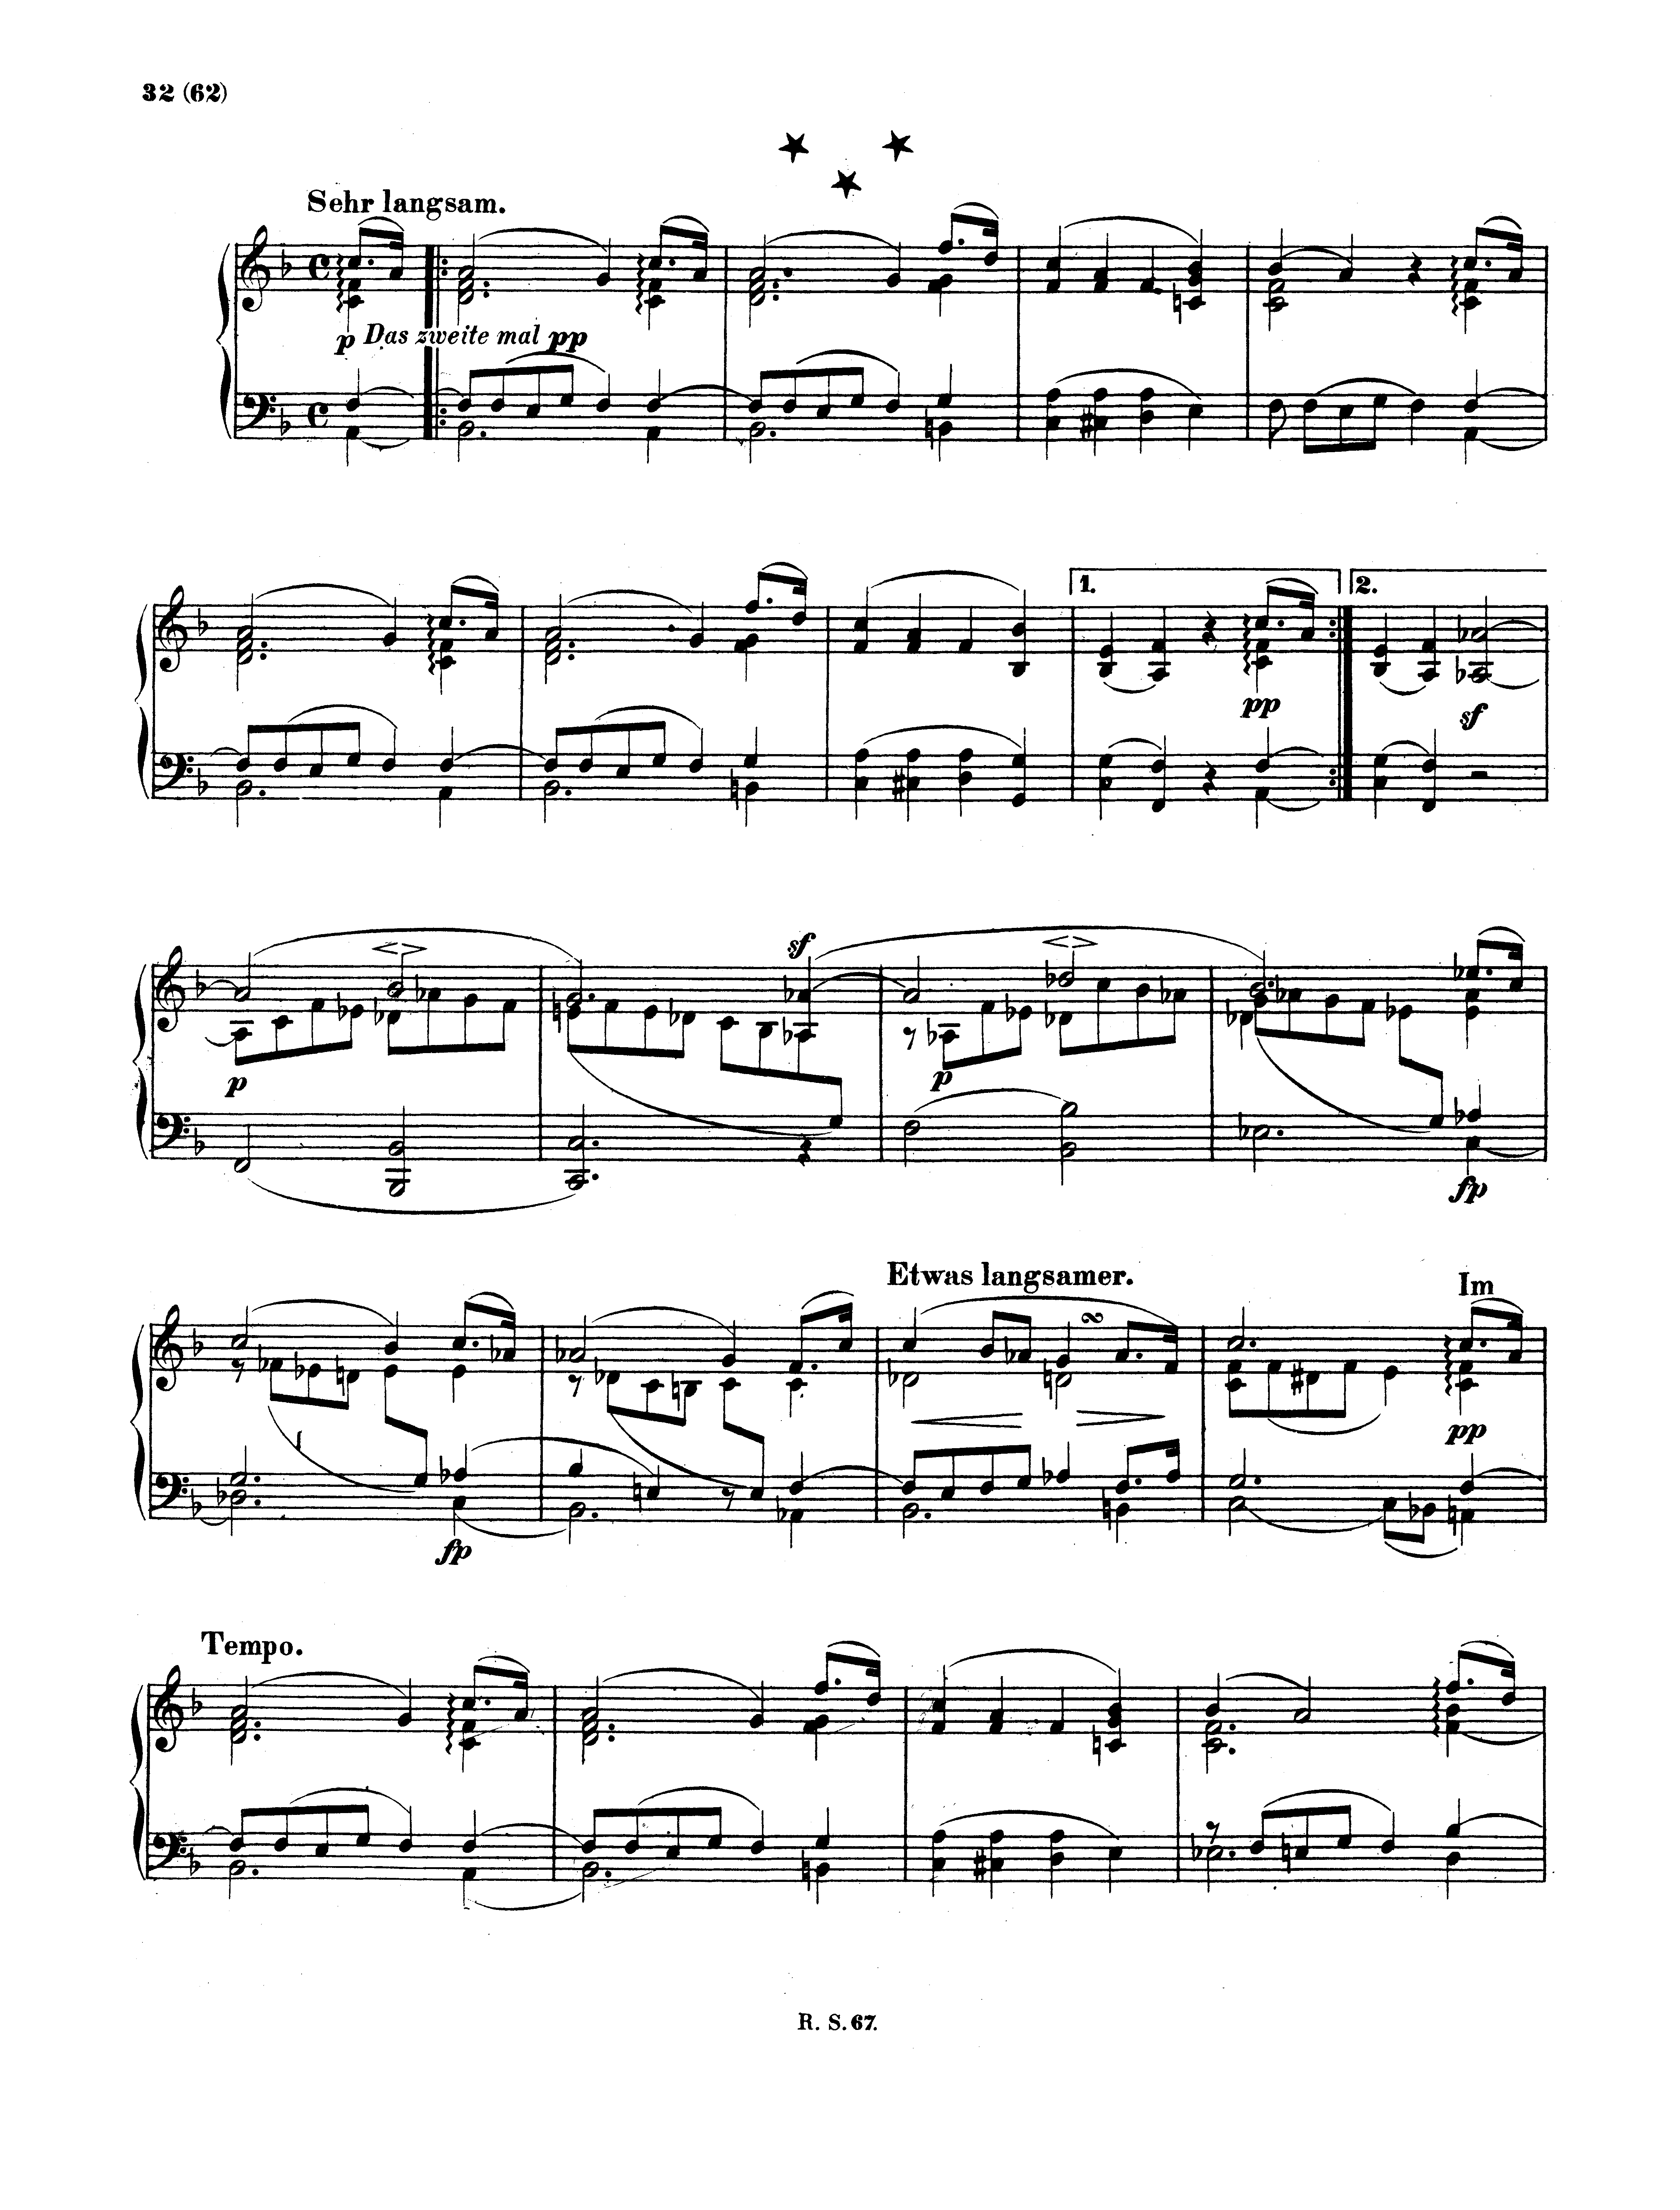 32 (62)
Sehr langsam.
p Das zweite mal pp
1.
2.
pp
sf
sf
p
p
fp
Etwas langsamer.
Im
pp
fp
Tempo.
R. S. 67.